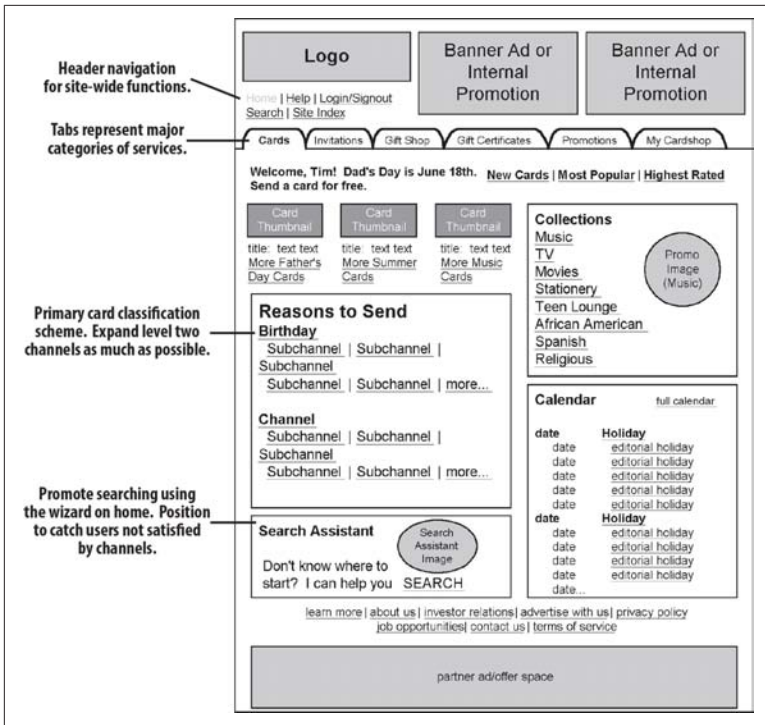 Logo
Banner Ad or
Internal
Promotion
Banner Ad or
Internal
Promotion
Header navigation
for site-wide functions.
Home | Help | Login/Signout
Search | Site Index
Tabs represent major
categories of services.
Cards Invitations Gift Shop Gift Certificates Promotions My Cardshop
Welcome, Tim! Dad's Day is June 18th.
Send a card for free.
New Cards | Most Popular | Highest Rated
Card
Thumbnail
title: text text
More Father's
Day Cards
Card
Thumbnail
title: text text
More Summer
Cards
Card
Thumbnail
title: text text
More Music
Cards
Collections
Music
TV
Movies
Stationery
Teen Lounge
African American
Spanish
Religious
Promo
Image
(Music)
Primary card classification
scheme. Expand level two
channels as much as possible.
Reasons to Send
Birthday
Subchannel | Subchannel |
Subchannel
Subchannel | Subchannel | more...
Channel
Subchannel | Subchannel |
Subchannel
Subchannel | Subchannel | more...
Calendar full calendar
date Holiday
date editorial holiday
date editorial holiday
date editorial holiday
date editorial holiday
date editorial holiday
date Holiday
date editorial holiday
date editorial holiday
date editorial holiday
date editorial holiday
date...
Promote searching using
the wizard on home. Position
to catch users not satisfied
by channels.
Search Assistant
Search
Assistant
Image
Don't know where to
start? I can help you SEARCH
learn more | about us | investor relations | advertise with us | privacy policy
job opportunities | contact us | terms of service
partner ad/offer space